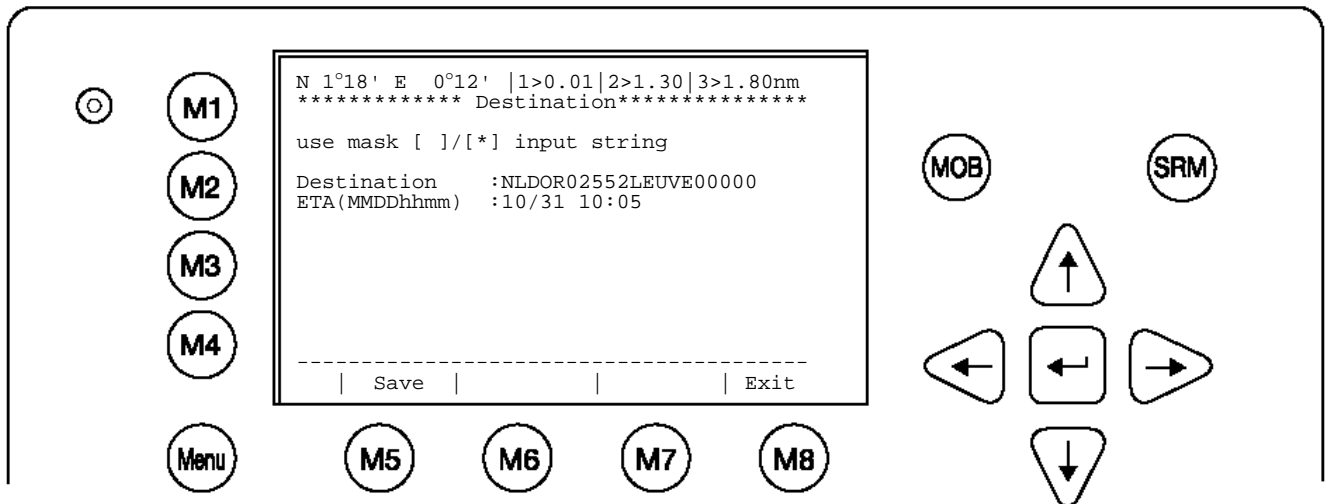 N 1°18' E 0°12' |1>0.01|2>1.30|3>1.80nm
************* Destination***************
use mask [ ]/[*] input string
Destination :NLDOR02552LEUVE00000
ETA(MMDDhhmm) :10/31 10:05
----------------------------------------
| Save | | | Exit
M1
M2
M3
M4
Menu
M5
M6
M7
M8
MOB
SRM